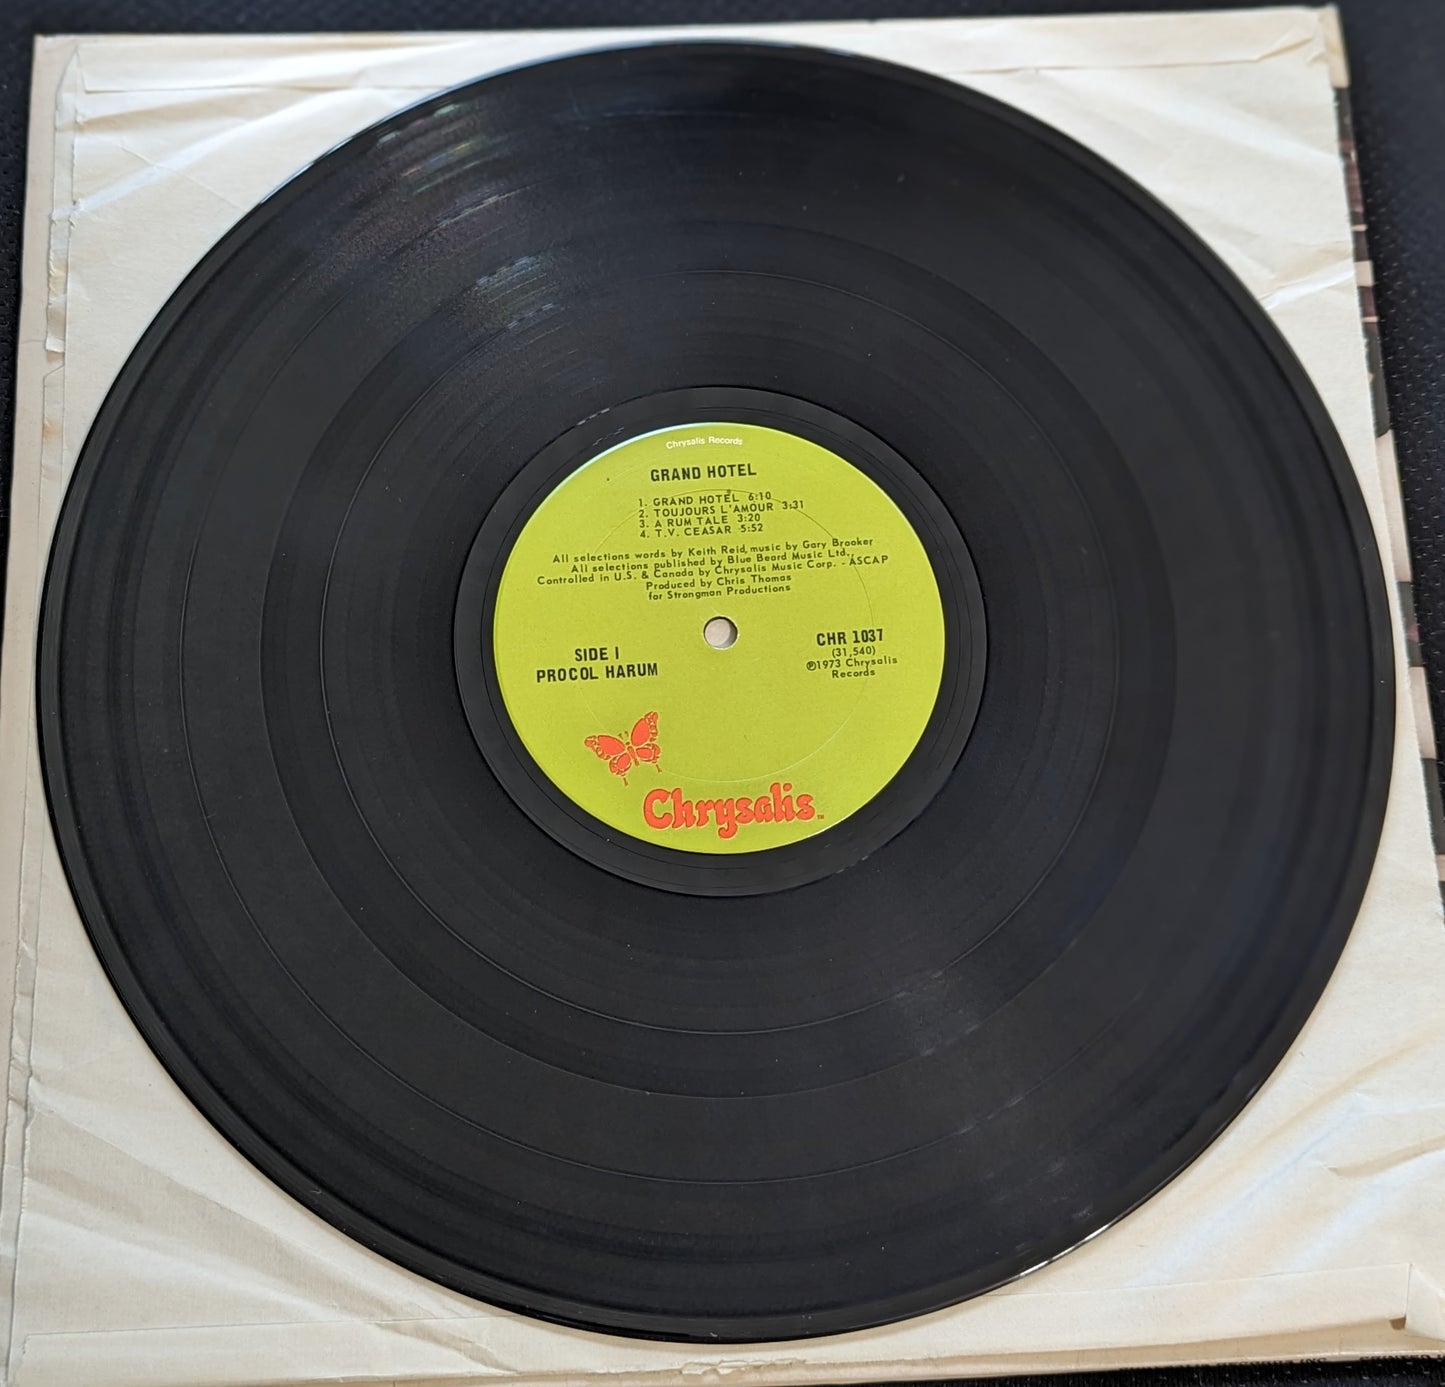 Chrysalis Records
GRAND HOTEL
1. GRAND HOTEL 6:10
2. TOUJOURS L'AMOUR 3:31
3. A RUM TALE 3:20
4. T.V. CEASAR 5:52
All selections words by Keith Reid, music by Gary Brooker
All selections published by Blue Beard Music Ltd.,
Controlled in U.S. & Canada by Chrysalis Music Corp. - ASCAP
Produced by Chris Thomas
for Strongman Productions
SIDE 1
PROCOL HARUM
CHR 1037
(31,540)
℗1973 Chrysalis
Records
Chrysalis™